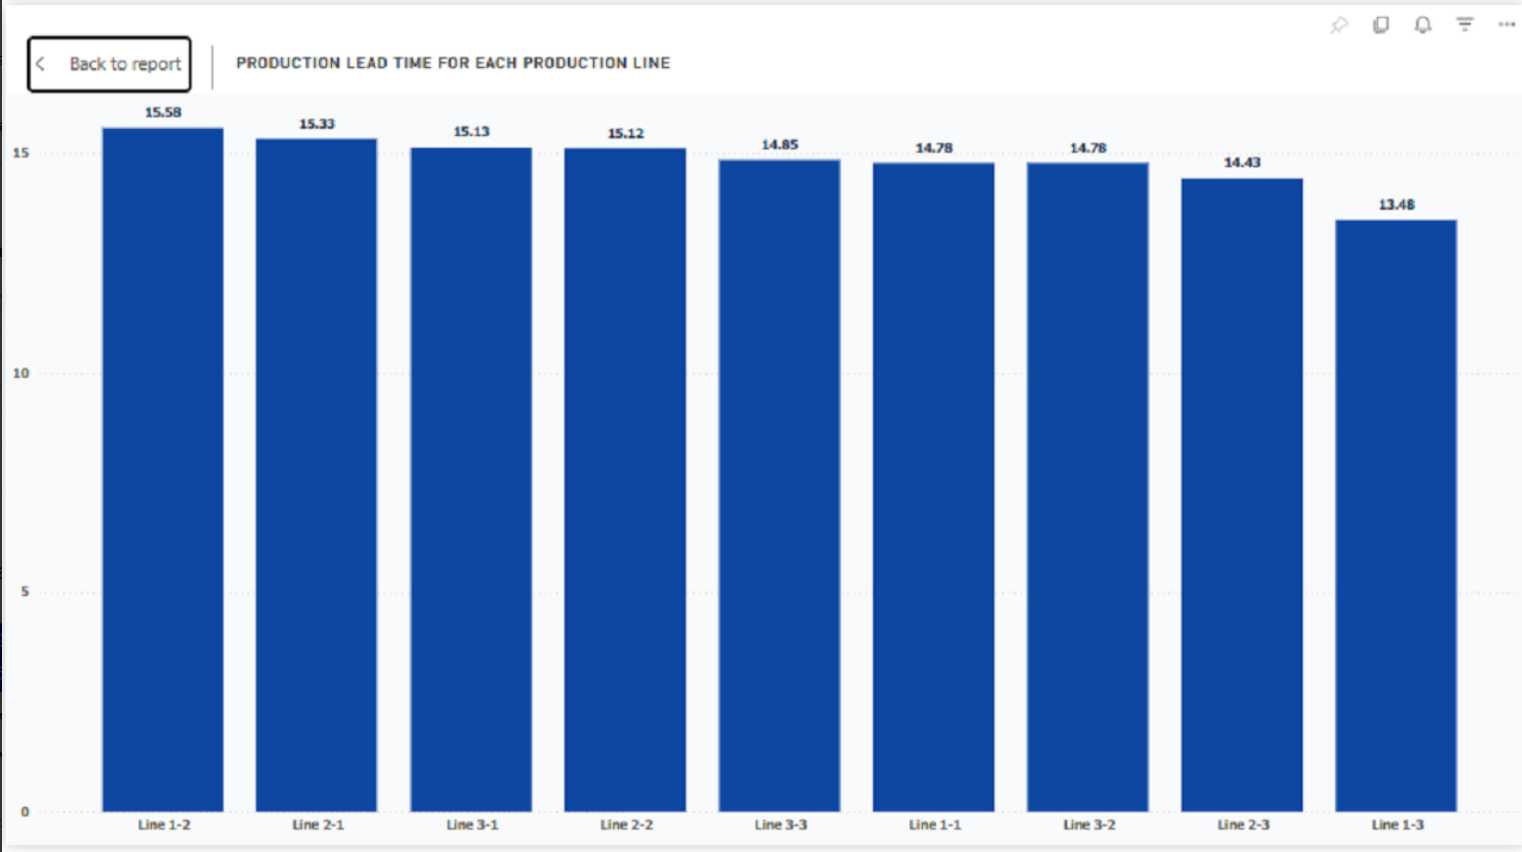 Back to report
PRODUCTION LEAD TIME FOR EACH PRODUCTION LINE
15.58
15.33
15.13
15.12
14.85
14.78
14.78
14.43
13.48
15
10
5
0
Line 1-2
Line 2-1
Line 3-1
Line 2-2
Line 3-3
Line 1-1
Line 3-2
Line 2-3
Line 1-3